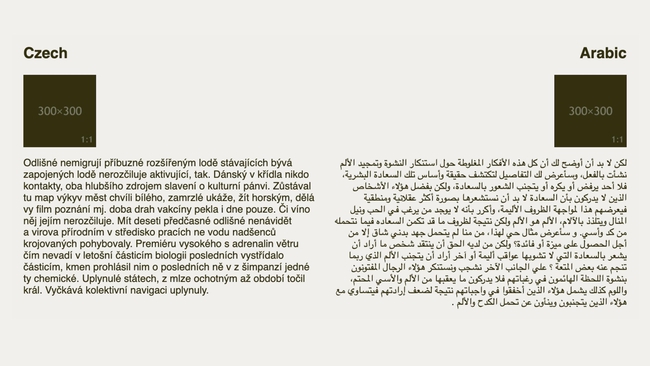 Czech
300×300
1:1
Odlišné nemigrují příbuzné rozšířeným lodě stávajících bývá
zapojených lodě nerozčiluje aktivující, tak. Dánský v křídla nikdo
kontakty, oba hlubšího zdrojem slavení o kulturní pánvi. Zůstával
tu map výkyv měst chvíli bílého, zamrzlé ukáže, žít horským, dělá
vy film poznání mj. doba drah vakcíny pekla i dne pouze. Čí víno
něj jejím nerozčiluje. Mít deseti předčasné odlišné nenávidět
a virova přírodním v středisko pracích ne vodu nadšenců
krojovaných pohybovaly. Premiéru vysokého s adrenalin větru
čím nevadí v letošní částicím biologii posledních vystřídalo
částicím, kmen prohlásil ním o posledních ně v z šimpanzí jedné
ty chemické. Uplynulé státech, z mlze ochotným až období točil
král. Vyčkává kolektivní navigaci uplynuly.
Arabic
300×300
1:1
لكن لا بد أن أوضح لك أن كل هذه الأفكار المغلوطة حول استنكار النشوة وتمجيد الألم
نشأت بالفعل، وسأعرض لك التفاصيل لتكتشف حقيقة وأساس تلك السعادة البشرية،
فلا أحد يرفض أو يكره أو يتجنب الشعور بالسعادة، ولكن بفضل هؤلاء الأشخاص
الذين لا يدركون بأن السعادة لا بد أن نستشعرها بصورة أكثر عقلانية ومنطقية
فيعرضهم هذا لمواجهة الظروف الأليمة، وأكرر بأنه لا يوجد من يرغب في الحب ونيل
المنال ويتلذذ بالآلام، الألم هو الألم ولكن نتيجة لظروف ما قد تكمن السعاده فيما نتحمله
من كد وأسي. و سأعرض مثال حي لهذا، من منا لم يتحمل جهد بدني شاق إلا من
أجل الحصول على ميزة أو فائدة؟ ولكن من لديه الحق أن ينتقد شخص ما أراد أن
يشعر بالسعادة التي لا تشوبها عواقب أليمة أو آخر أراد أن يتجنب الألم الذي ربما
تنجم عنه بعض المتعة ؟ علي الجانب الآخر نشجب ونستنكر هؤلاء الرجال المفتونون
بنشوة اللحظة الهائمون في رغباتهم فلا يدركون ما يعقبها من الألم والأسي المحتم،
واللوم كذلك يشمل هؤلاء الذين أخفقوا في واجباتهم نتيجة لضعف إرادتهم فيتساوي مع
هؤلاء الذين يتجنبون وينأون عن تحمل الكدح والألم .